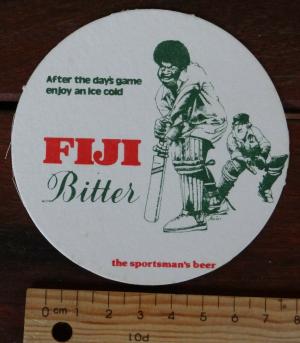 After the day's game
enjoy an ice cold
FIJI
Bitter
the sportsman's beer
0 cm 1 2 3 4 5 6 7 8
10d